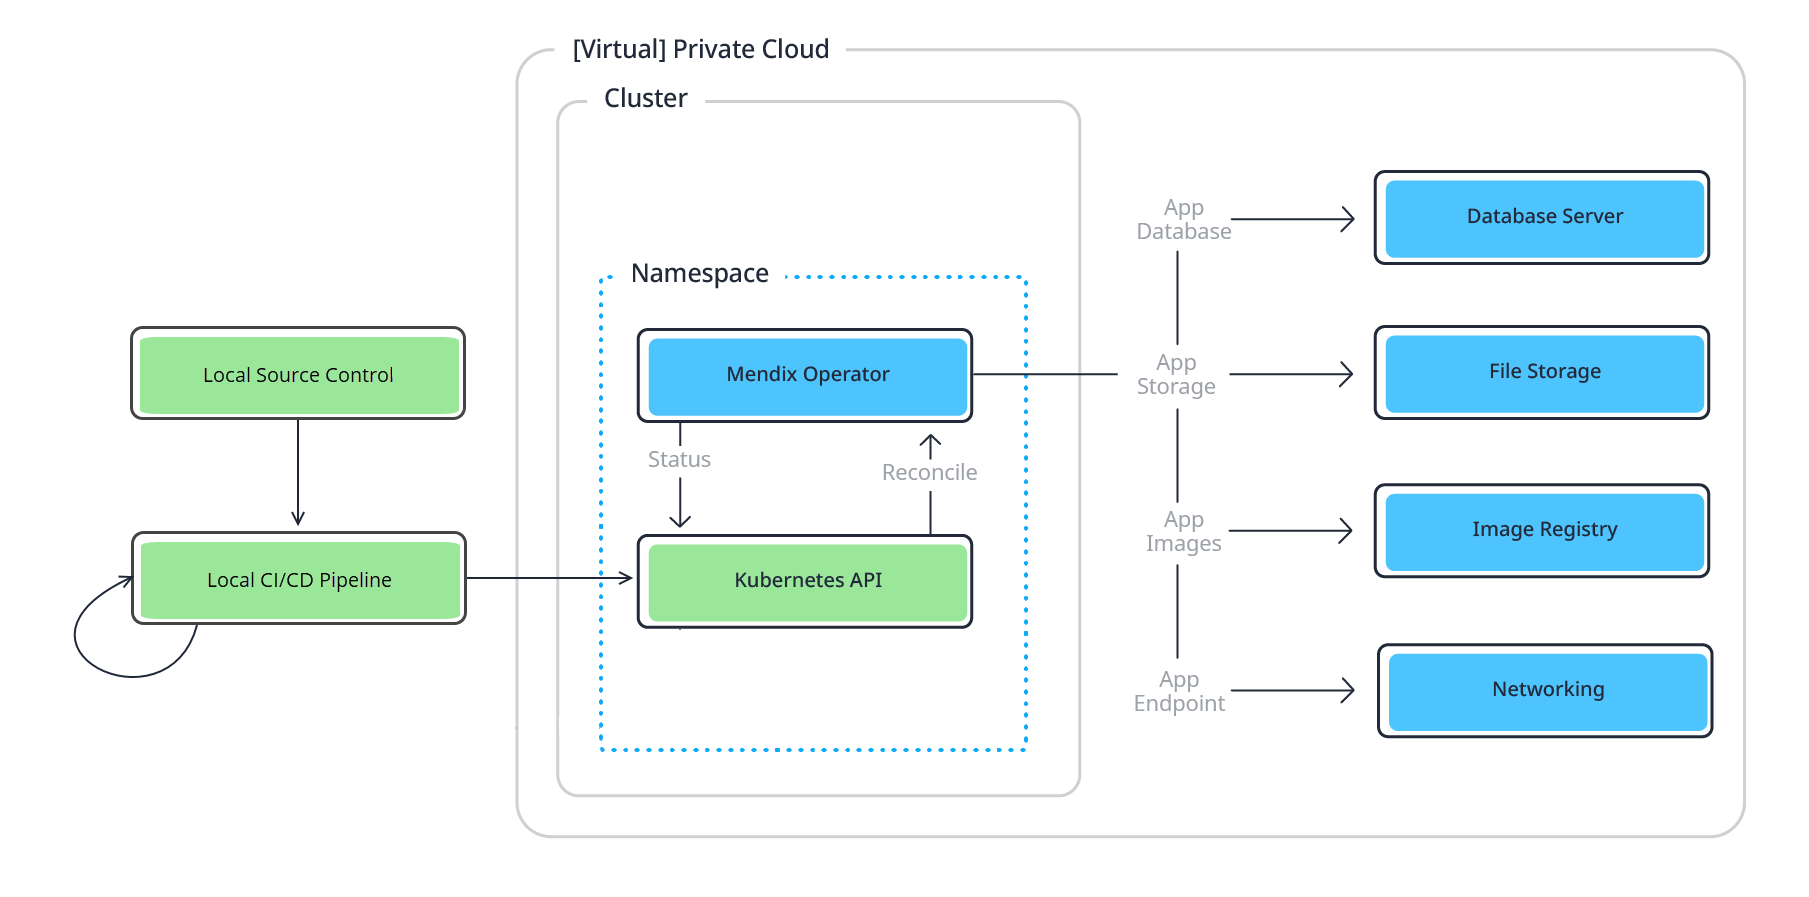 [Virtual] Private Cloud
Cluster
Namespace
Local Source Control
Local CI/CD Pipeline
Mendix Operator
Status
Reconcile
Kubernetes API
App
Database
Database Server
App
Storage
File Storage
App
Images
Image Registry
App
Endpoint
Networking